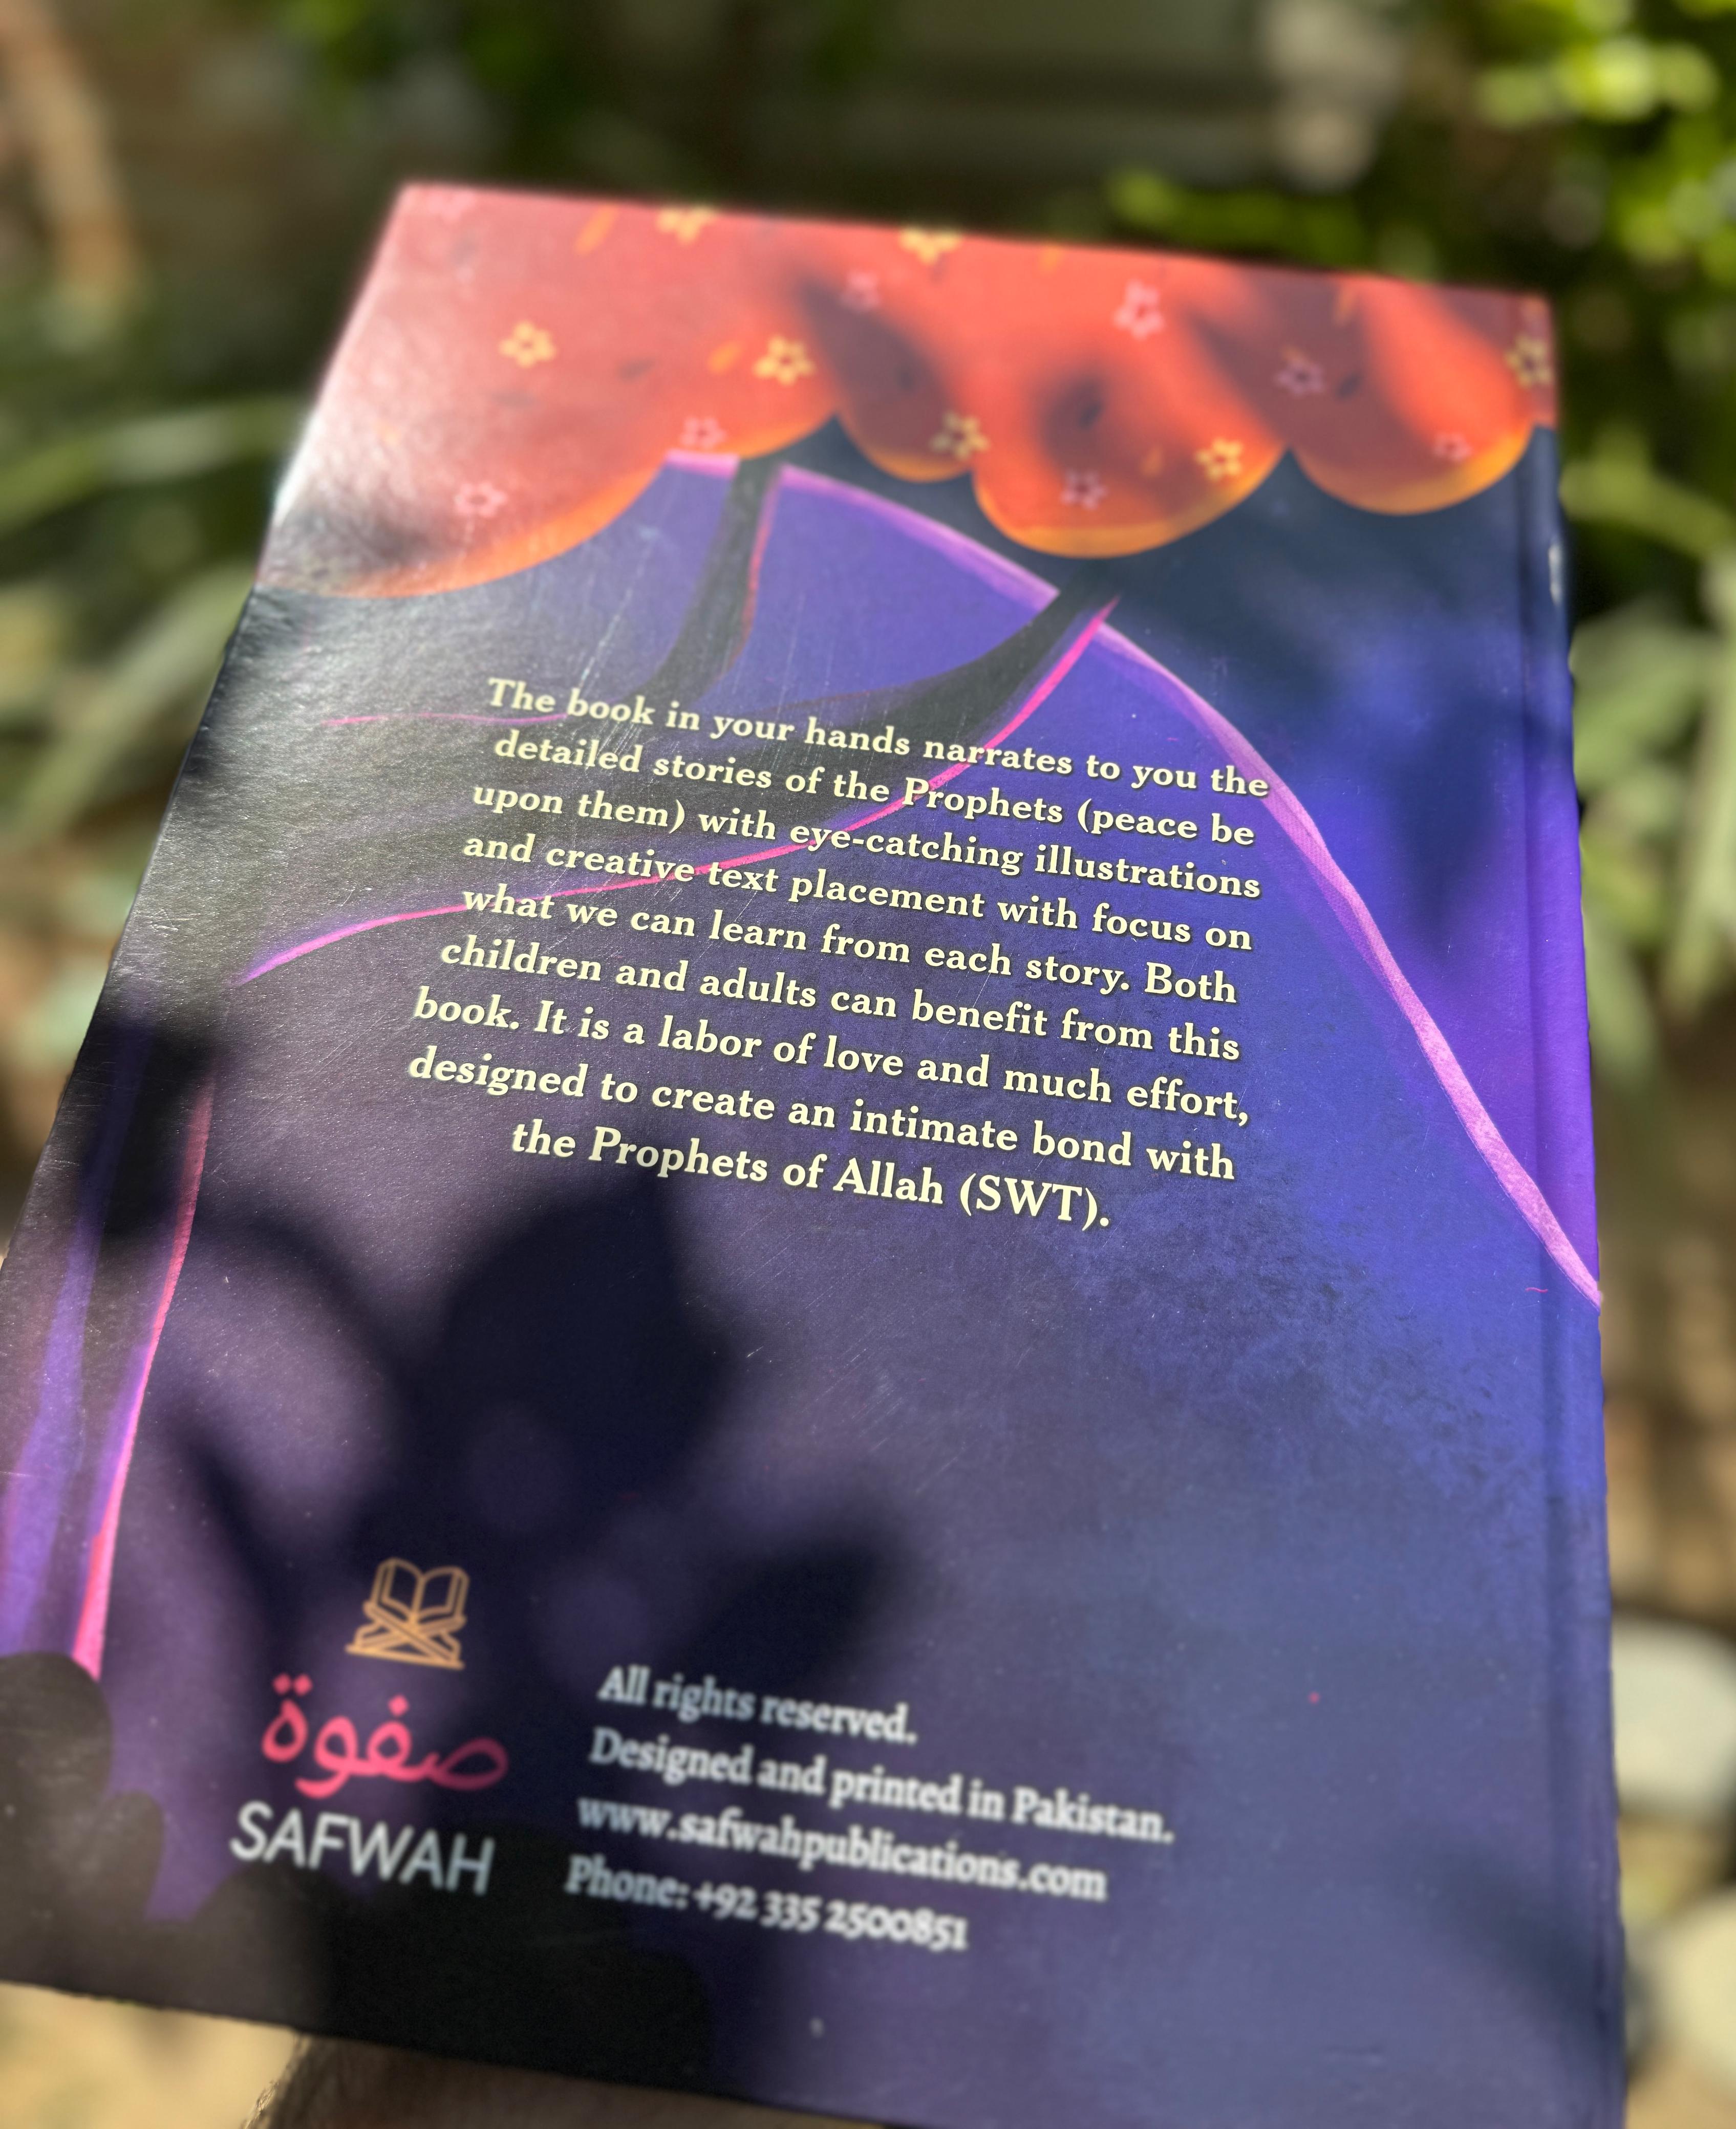 The book in your hands narrates to you the
detailed stories of the Prophets (peace be
upon them) with eye-catching illustrations
and creative text placement with focus on
what we can learn from each story. Both
children and adults can benefit from this
book. It is a labor of love and much effort,
designed to create an intimate bond with
the Prophets of Allah (SWT).
صفوة
SAFWAH
All rights reserved.
Designed and printed in Pakistan.
www.safwahpublications.com
Phone: +92 335 2500851